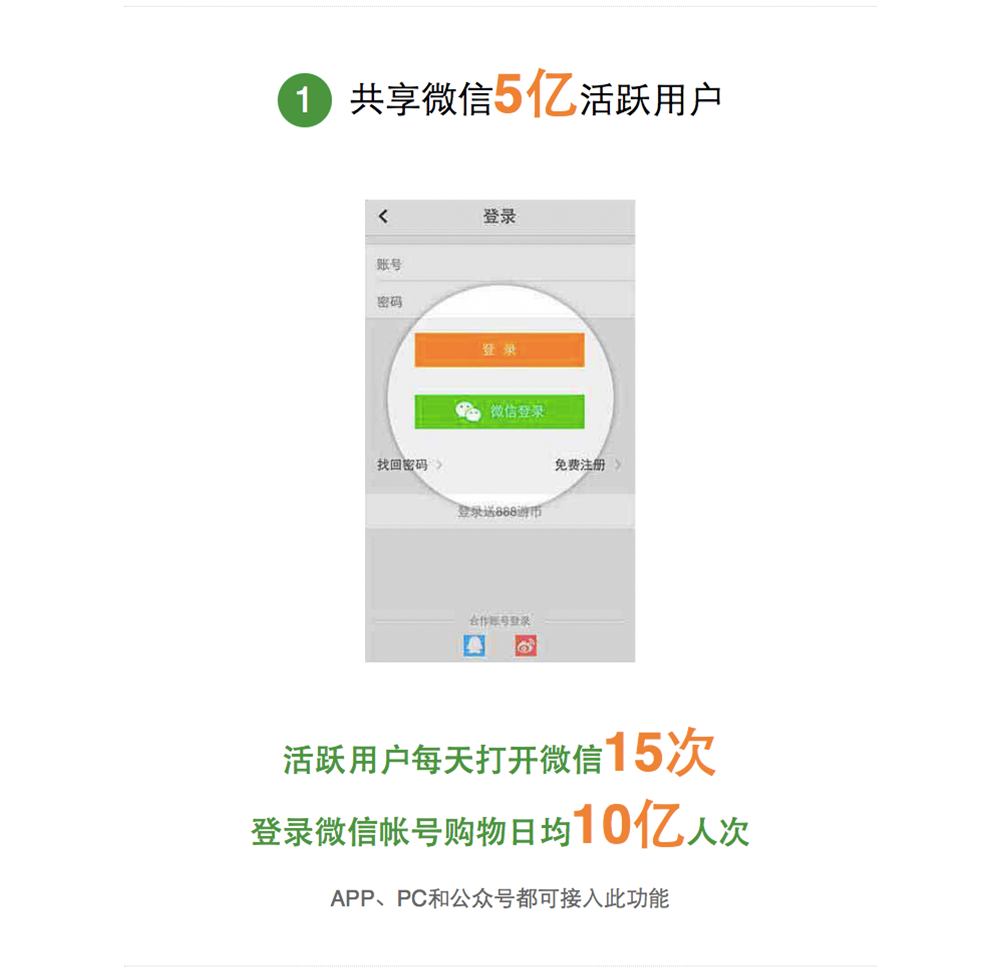 1 共享微信5亿活跃用户
登录
账号
密码
登 录
微信登录
找回密码
免费注册
登录送888游币
合作账号登录
活跃用户每天打开微信15次
登录微信帐号购物日均10亿人次
APP、PC和公众号都可接入此功能